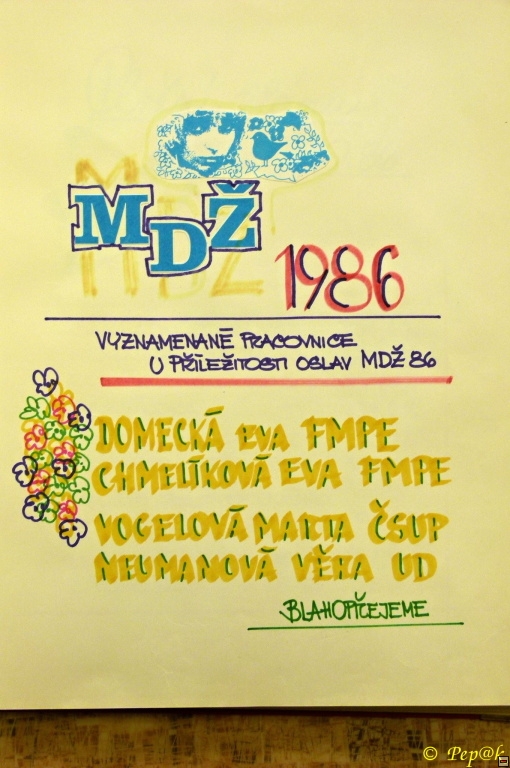 MDŽ
1986
VYZNAMENANÉ PRACOVNICE
U PŘÍLEŽITOSTI OSLAV MDŽ 86
DOMECKÁ EVA FMPE
CHMELÍKOVÁ EVA FMPE
VOGELOVÁ MARTA ČSUP
NEUMANOVÁ VĚRA UD
BLAHOPŘEJEME
© Pep@k